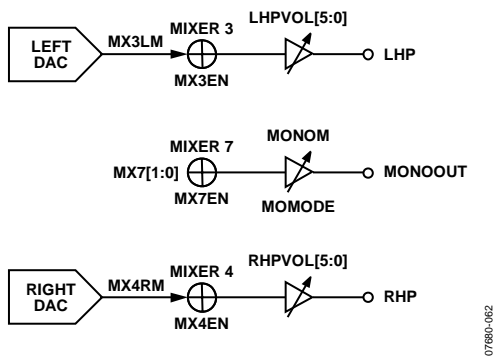 LHPVOL[5:0]
MIXER 3
LEFT
DAC
MX3LM
LHP
MX3EN
MIXER 7
MONOM
MX7[1:0]
MONOOUT
MX7EN
MOMODE
RHPVOL[5:0]
MIXER 4
RIGHT
DAC
MX4RM
RHP
MX4EN
07680-062